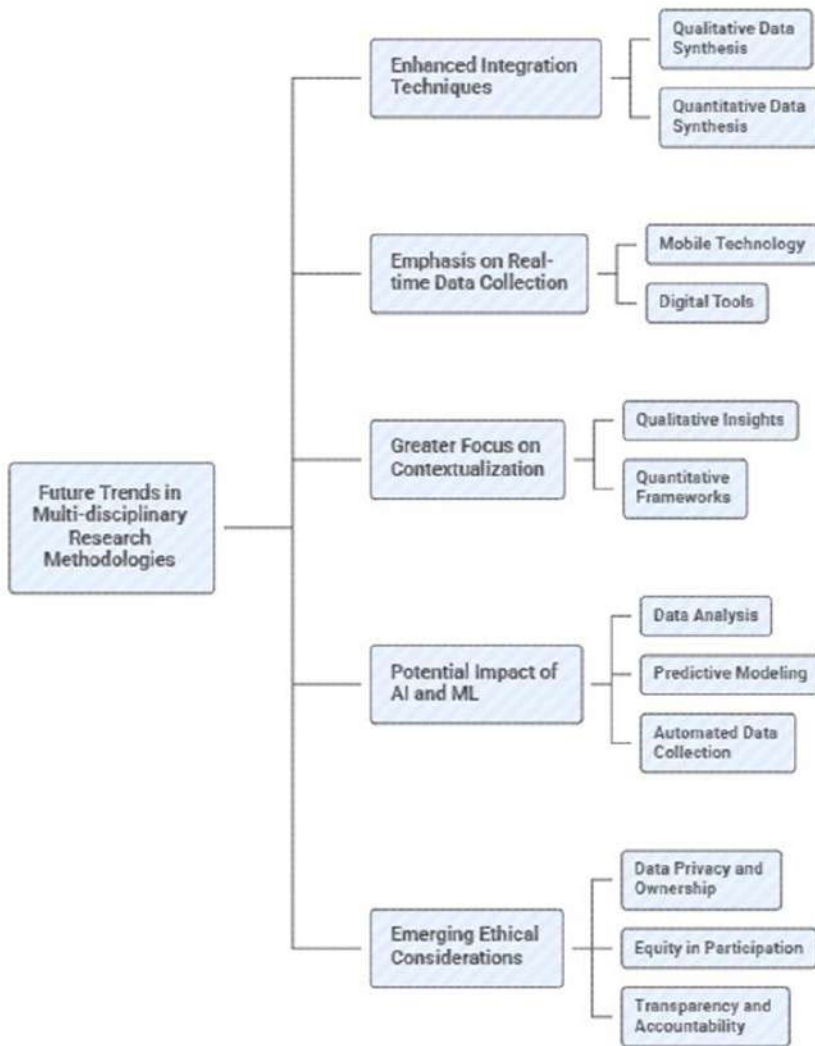 Qualitative Data
Synthesis
Enhanced Integration
Techniques
Quantitative Data
Synthesis
Mobile Technology
Emphasis on Real-
time Data Collection
Digital Tools
Qualitative Insights
Greater Focus on
Contextualization
Quantitative
Frameworks
Future Trends in
Multi-disciplinary
Research
Methodologies
Data Analysis
Potential Impact of
AI and ML
Predictive Modeling
Automated Data
Collection
Data Privacy and
Ownership
Emerging Ethical
Considerations
Equity in Participation
Transparency and
Accountability